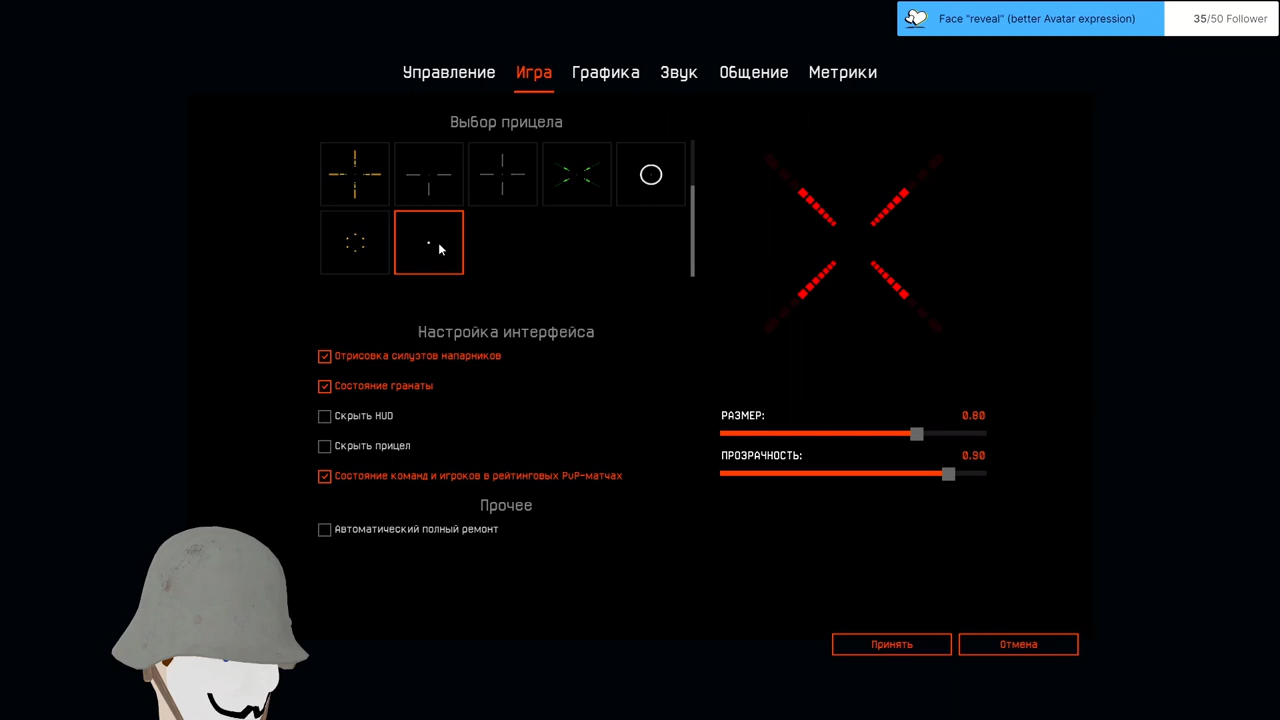 Face "reveal" (better Avatar expression)
35/50 Follower
Управление Игра Графика Звук Общение Метрики
Выбор прицела
Настройка интерфейса
Отрисовка силуэтов напарников
Состояние гранаты
Скрыть HUD
Скрыть прицел
Состояние команд и игроков в рейтинговых PvP-матчах
Прочее
Автоматический полный ремонт
РАЗМЕР: 0.80
ПРОЗРАЧНОСТЬ: 0.90
Принять Отмена